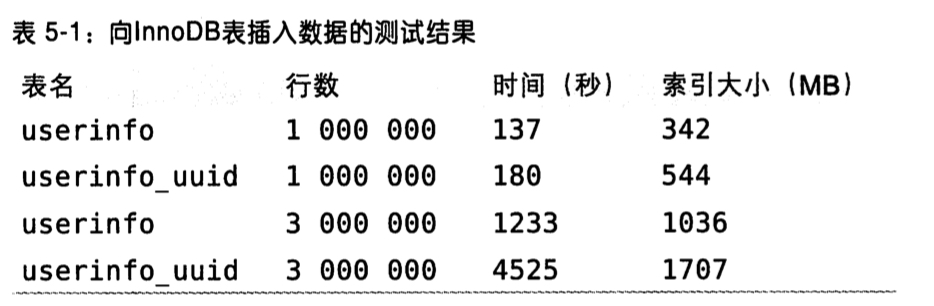 表 5-1：向InnoDB表插入数据的测试结果
表名 行数 时间（秒） 索引大小（MB）
userinfo 1 000 000 137 342
userinfo_uuid 1 000 000 180 544
userinfo 3 000 000 1233 1036
userinfo_uuid 3 000 000 4525 1707